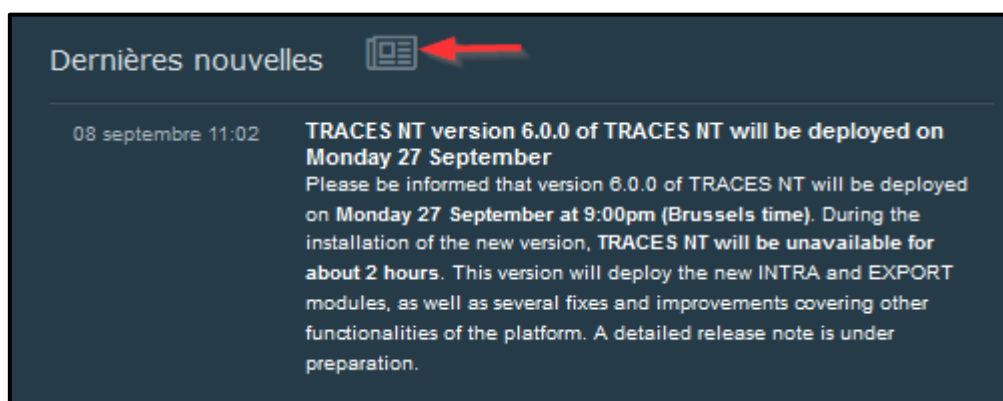 Dernières nouvelles
08 septembre 11:02
TRACES NT version 6.0.0 of TRACES NT will be deployed on
Monday 27 September
Please be informed that version 6.0.0 of TRACES NT will be deployed
on Monday 27 September at 9:00pm (Brussels time). During the
installation of the new version, TRACES NT will be unavailable for
about 2 hours. This version will deploy the new INTRA and EXPORT
modules, as well as several fixes and improvements covering other
functionalities of the platform. A detailed release note is under
preparation.